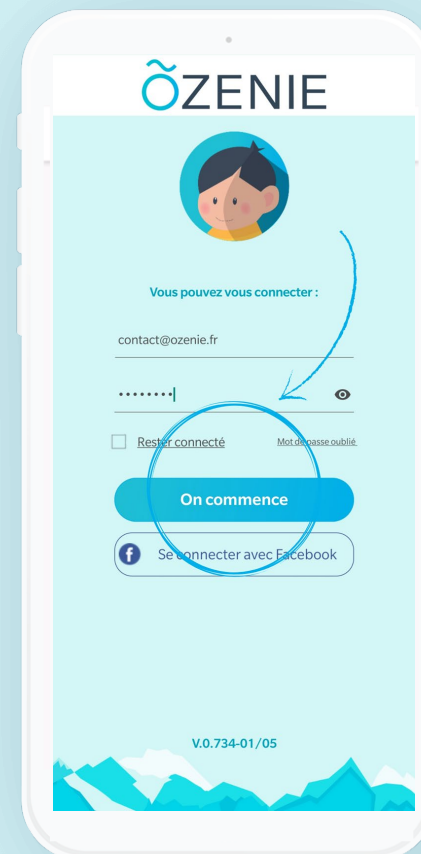 ÕZENIE
Vous pouvez vous connecter :
contact@ozenie.fr
••••••••
Rester connecté
Mot de passe oublié
On commence
f Se connecter avec Facebook
V.0.734-01/05